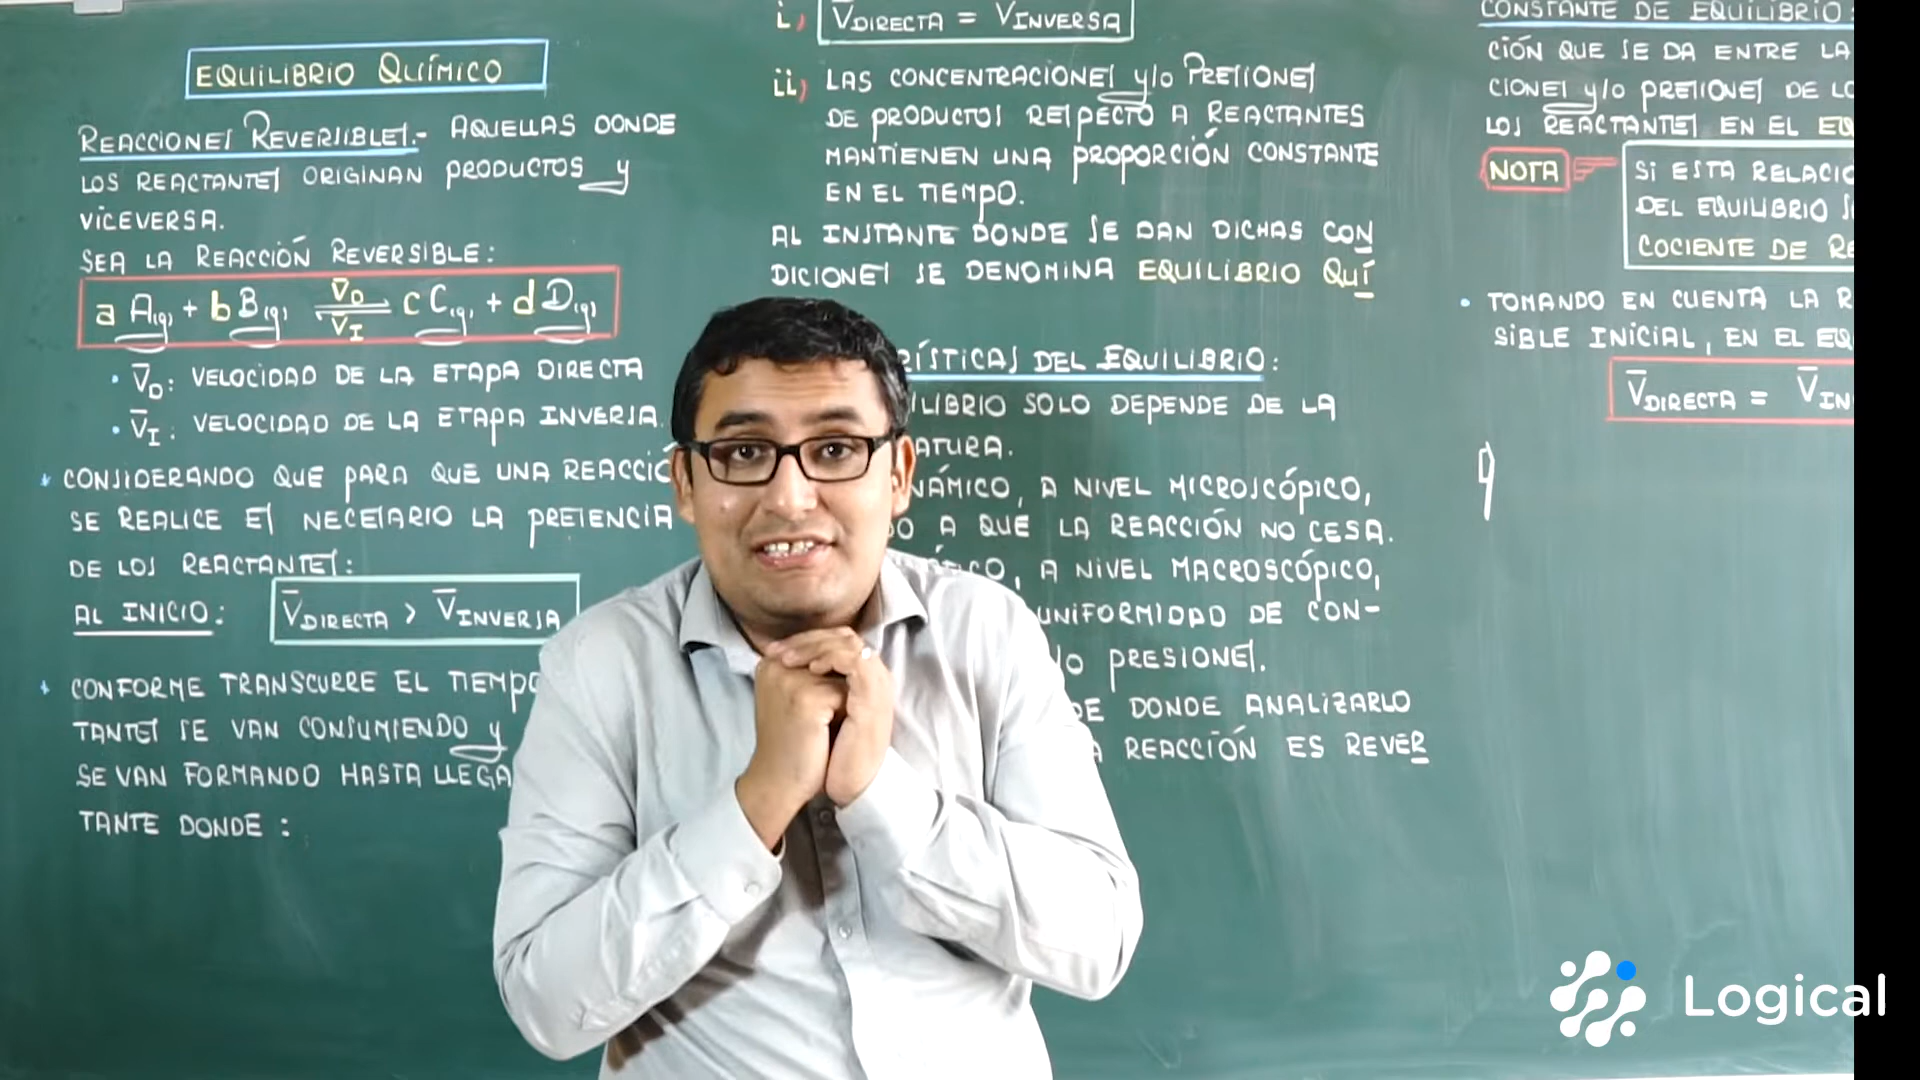 EQUILIBRIO QUÍMICO
REACCIONES REVERSIBLES.- AQUELLAS DONDE
LOS REACTANTES ORIGINAN PRODUCTOS y
VICEVERSA.
SEA LA REACCIÓN REVERSIBLE:
a A(g) + b B(g) V̄D ⇌ V̄I c C(g) + d D(g)
• V̄D: VELOCIDAD DE LA ETAPA DIRECTA
• V̄I: VELOCIDAD DE LA ETAPA INVERSA.
* CONSIDERANDO QUE PARA QUE UNA REACCIÓ
SE REALICE ES NECESARIO LA PRESENCIA
DE LOS REACTANTES:
AL INICIO: V̄DIRECTA > V̄INVERSA
* CONFORME TRANSCURRE EL TIEMPO
TANTES SE VAN CONSUMIENDO y
SE VAN FORMANDO HASTA LLEGA
TANTE DONDE:
i) V̄DIRECTA = V̄INVERSA
ii) LAS CONCENTRACIONES y/o PRESIONES
DE PRODUCTOS RESPECTO A REACTANTES
MANTIENEN UNA PROPORCIÓN CONSTANTE
EN EL TIEMPO.
AL INSTANTE DONDE SE DAN DICHAS CON
DICIONES SE DENOMINA EQUILIBRIO QUÍ
RÍSTICAS DEL EQUILIBRIO:
ILIBRIO SOLO DEPENDE DE LA
ATURA.
NÁMICO, A NIVEL MICROSCÓPICO,
DO A QUE LA REACCIÓN NO CESA.
CO, A NIVEL MACROSCÓPICO,
UNIFORMIDAD DE CON-
/o PRESIONES.
DE DONDE ANALIZARLO
A REACCIÓN ES REVER
CONSTANTE DE EQUILIBRIO:
CIÓN QUE SE DA ENTRE LA
CIONES y/o PRESIONES DE LO
LOS REACTANTES EN EL EQ
NOTA
SI ESTA RELACIO
DEL EQUILIBRIO S
COCIENTE DE RE
• TOMANDO EN CUENTA LA R
SIBLE INICIAL, EN EL EQ
V̄DIRECTA = V̄IN
Logical